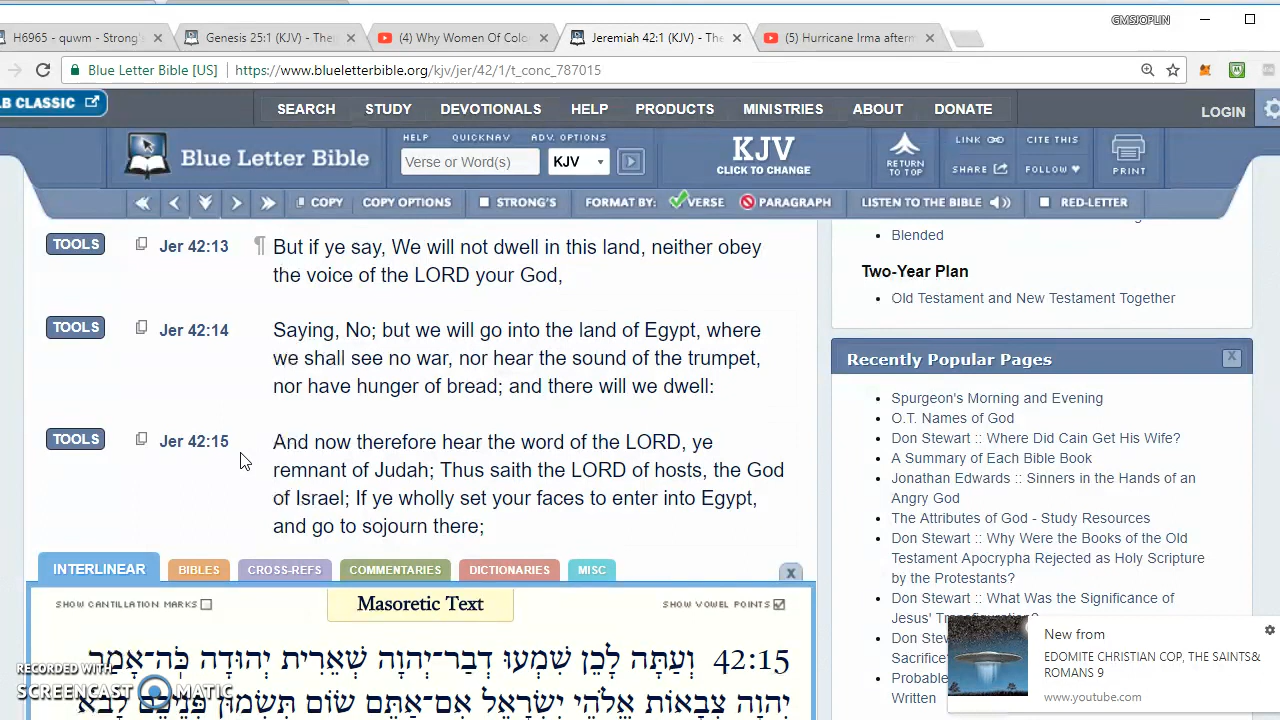 GMSJOPLIN
H6965 - quwm - Strong's
Genesis 25:1 (KJV) - The
(4) Why Women Of Colo
Jeremiah 42:1 (KJV) - The
(5) Hurricane Irma afterm
Blue Letter Bible [US]
https://www.blueletterbible.org/kjv/jer/42/1/t_conc_787015
LB CLASSIC
SEARCH STUDY DEVOTIONALS HELP PRODUCTS MINISTRIES ABOUT DONATE
LOGIN
Blue Letter Bible
HELP QUICKNAV ADV. OPTIONS
Verse or Word(s) KJV
KJV
CLICK TO CHANGE
RETURN
TO TOP
LINK CITE THIS
SHARE FOLLOW
PRINT
COPY COPY OPTIONS STRONG'S FORMAT BY: VERSE PARAGRAPH LISTEN TO THE BIBLE RED-LETTER
TOOLS Jer 42:13 ¶ But if ye say, We will not dwell in this land, neither obey
the voice of the LORD your God,
TOOLS Jer 42:14 Saying, No; but we will go into the land of Egypt, where
we shall see no war, nor hear the sound of the trumpet,
nor have hunger of bread; and there will we dwell:
TOOLS Jer 42:15 And now therefore hear the word of the LORD, ye
remnant of Judah; Thus saith the LORD of hosts, the God
of Israel; If ye wholly set your faces to enter into Egypt,
and go to sojourn there;
INTERLINEAR BIBLES CROSS-REFS COMMENTARIES DICTIONARIES MISC X
SHOW CANTILLATION MARKS Masoretic Text SHOW VOWEL POINTS
42:15 וְעַתָּה לָכֵן שִׁמְעוּ דְבַר־יְהוָה שְׁאֵרִית יְהוּדָה כֹּה־אָמַר
יְהוָה צְבָאוֹת אֱלֹהֵי יִשְׂרָאֵל אִם־אַתֶּם שׂוֹם תְּשִׂמוּן פְּנֵיכֶם לָבֹא
Blended
Two-Year Plan
Old Testament and New Testament Together
Recently Popular Pages X
Spurgeon's Morning and Evening
O.T. Names of God
Don Stewart :: Where Did Cain Get His Wife?
A Summary of Each Bible Book
Jonathan Edwards :: Sinners in the Hands of an
Angry God
The Attributes of God - Study Resources
Don Stewart :: Why Were the Books of the Old
Testament Apocrypha Rejected as Holy Scripture
by the Protestants?
Don Stewart :: What Was the Significance of
Jesus'
Don Stew
Sacrifice
Probable
Written
New from
EDOMITE CHRISTIAN COP, THE SAINTS&
ROMANS 9
www.youtube.com
RECORDED WITH
SCREENCAST MATIC